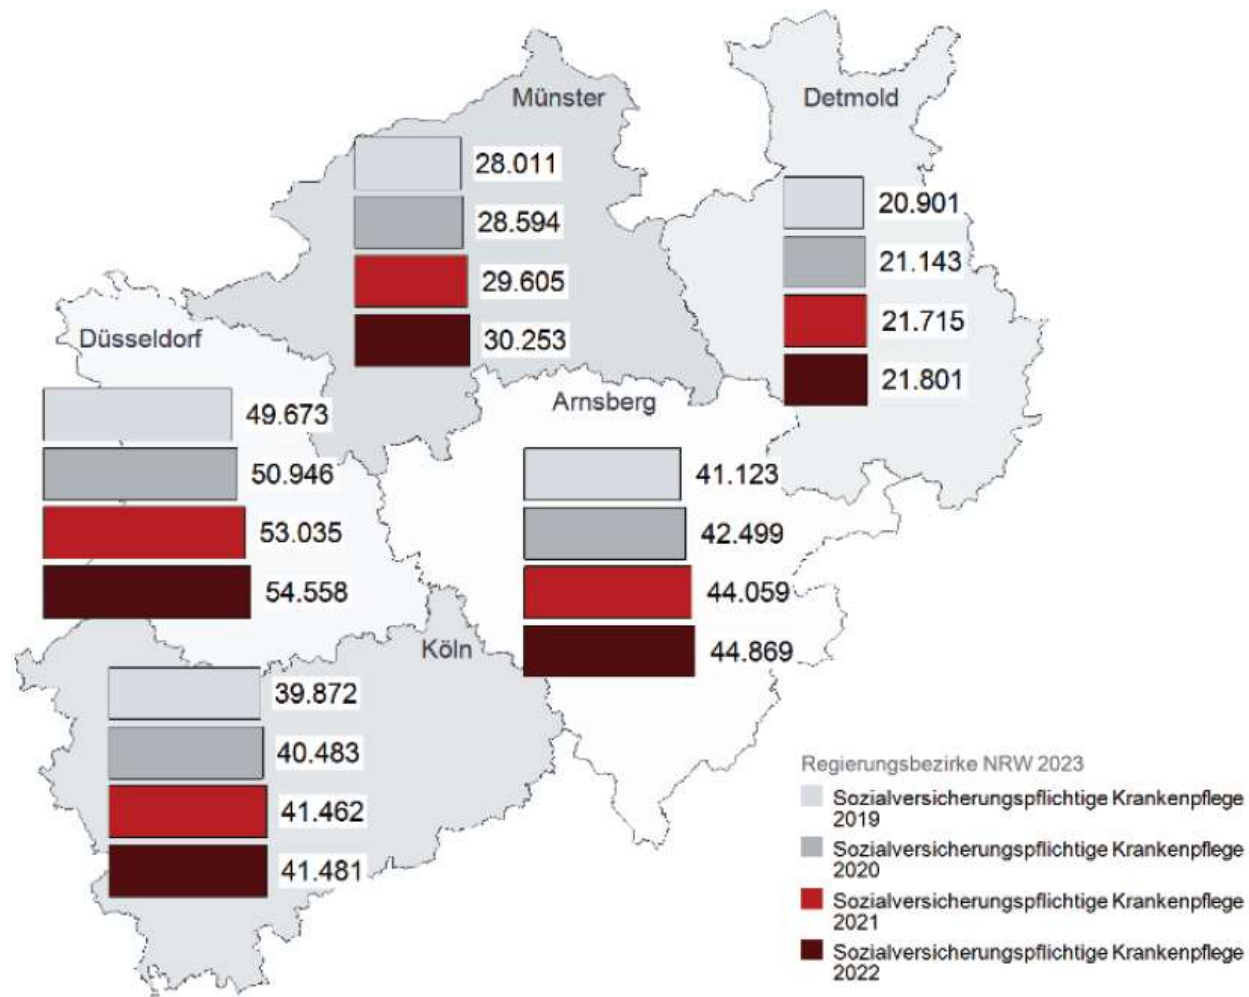 Münster
28.011
28.594
29.605
30.253
Detmold
20.901
21.143
21.715
21.801
Düsseldorf
49.673
50.946
53.035
54.558
Arnsberg
41.123
42.499
44.059
44.869
Köln
39.872
40.483
41.462
41.481
Regierungsbezirke NRW 2023
Sozialversicherungspflichtige Krankenpflege
2019
Sozialversicherungspflichtige Krankenpflege
2020
Sozialversicherungspflichtige Krankenpflege
2021
Sozialversicherungspflichtige Krankenpflege
2022